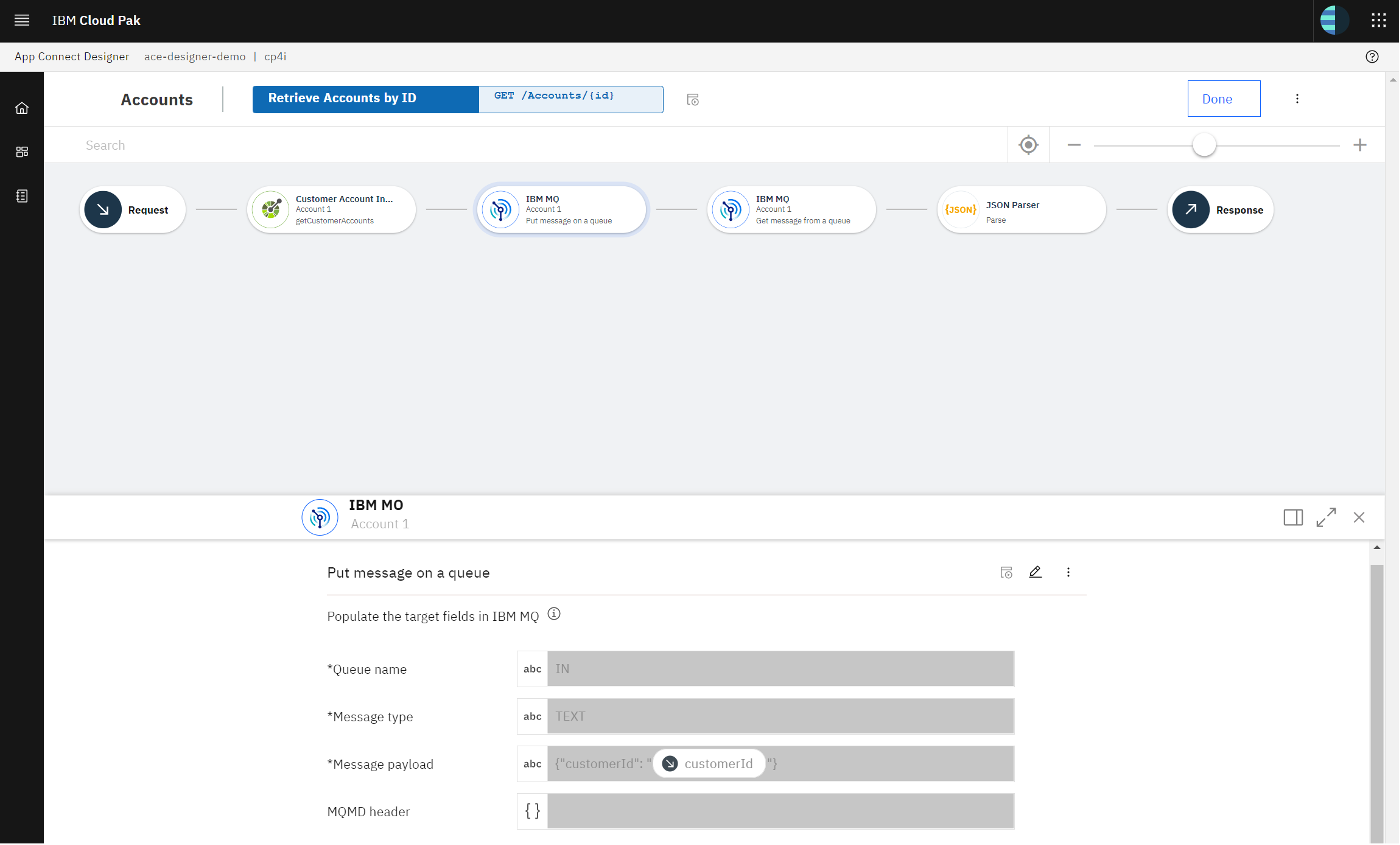 IBM Cloud Pak
App Connect Designer ace-designer-demo | cp4i
Accounts
Retrieve Accounts by ID
GET /Accounts/{id}
Done
Search
Request
Customer Account In...
Account 1
getCustomerAccounts
IBM MQ
Account 1
Put message on a queue
IBM MQ
Account 1
Get message from a queue
{JSON}
JSON Parser
Parse
Response
IBM MQ
Account 1
Put message on a queue
Populate the target fields in IBM MQ
*Queue name abc IN
*Message type abc TEXT
*Message payload abc {"customerId": " customerId "}
MQMD header { }